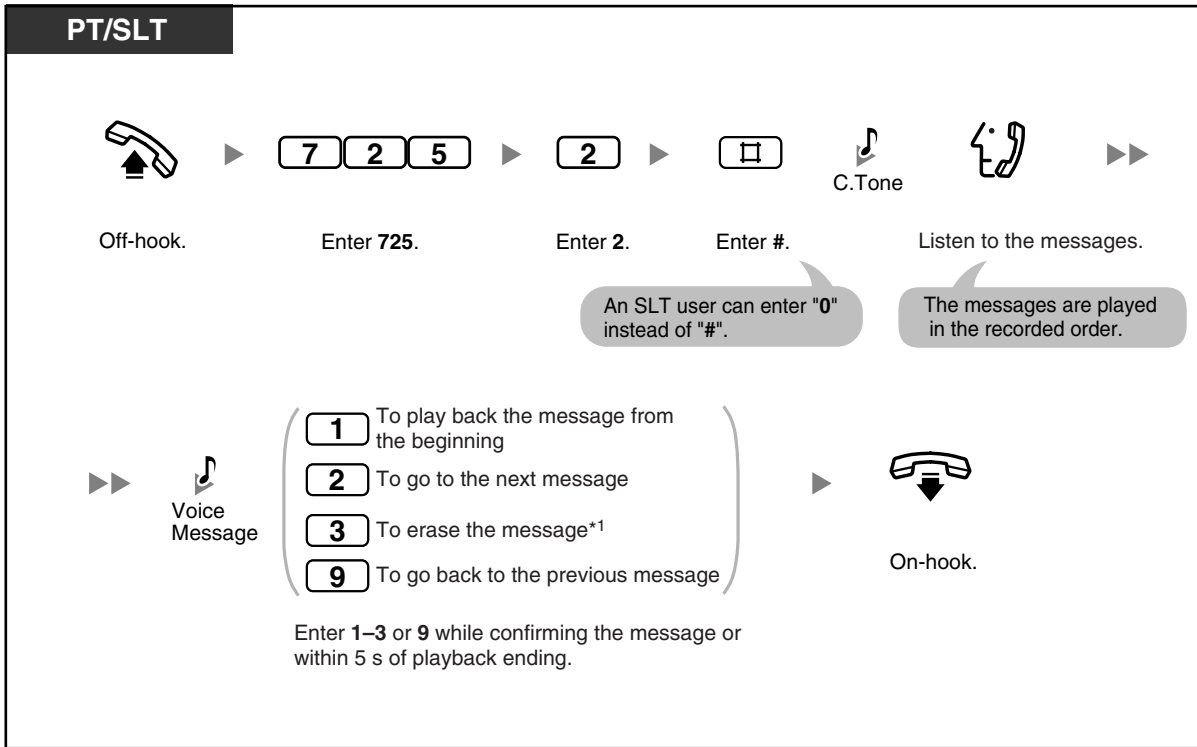 PT/SLT
7 2 5
2
#
C.Tone
Off-hook.
Enter 725.
Enter 2.
Enter #.
Listen to the messages.
An SLT user can enter "0"
instead of "#".
The messages are played
in the recorded order.
Voice
Message
1 To play back the message from
the beginning
2 To go to the next message
3 To erase the message*1
9 To go back to the previous message
Enter 1–3 or 9 while confirming the message or
within 5 s of playback ending.
On-hook.